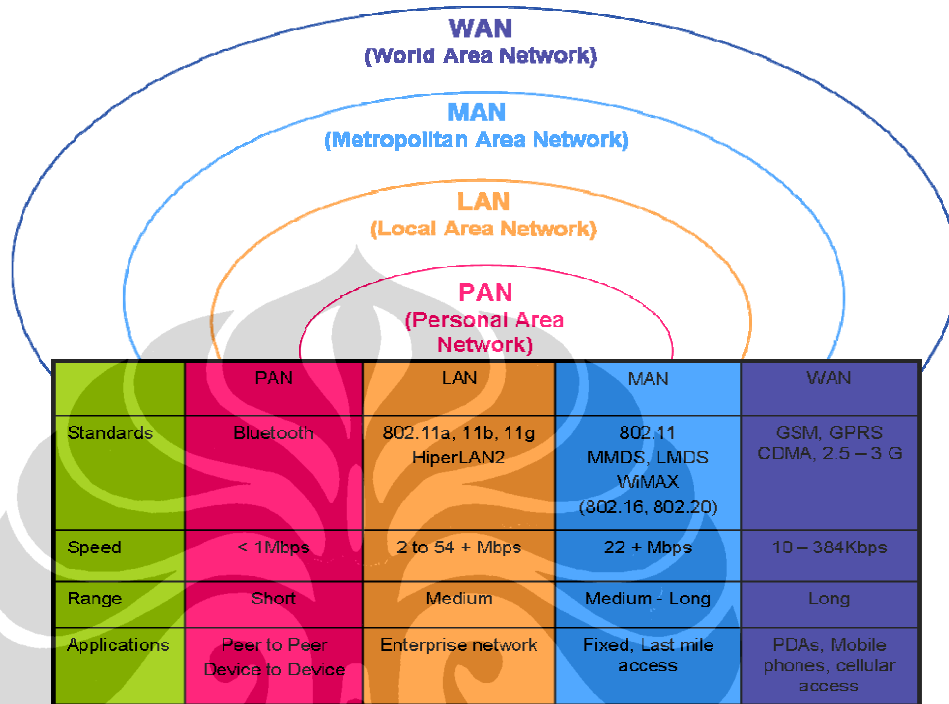 WAN
(World Area Network)
MAN
(Metropolitan Area Network)
LAN
(Local Area Network)
PAN
(Personal Area
Network)
PAN LAN MAN WAN
Standards Bluetooth 802.11a, 11b, 11g
HiperLAN2 802.11
MMDS, LMDS
WiMAX
(802.16, 802.20) GSM, GPRS
CDMA, 2.5 – 3 G
Speed < 1Mbps 2 to 54 + Mbps 22 + Mbps 10 – 384Kbps
Range Short Medium Medium - Long Long
Applications Peer to Peer
Device to Device Enterprise network Fixed, Last mile
access PDAs, Mobile
phones, cellular
access